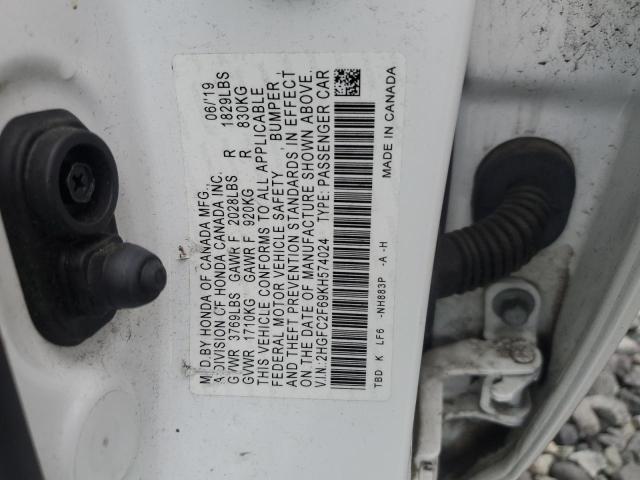 MFD BY HONDA OF CANADA MFG., 06/'19
A DIVISION OF HONDA CANADA INC.
GVWR 3769LBS GAWR F 2028LBS R 1829LBS
GVWR 1710KG GAWR F 920KG R 830KG
THIS VEHICLE CONFORMS TO ALL APPLICABLE
FEDERAL MOTOR VEHICLE SAFETY , BUMPER ,
AND THEFT PREVENTION STANDARDS IN EFFECT
ON THE DATE OF MANUFACTURE SHOWN ABOVE.
V.I.N.:2HGFC2F69KH574024 TYPE: PASSENGER CAR
TBD K LF6 -NH883P -A -H
MADE IN CANADA